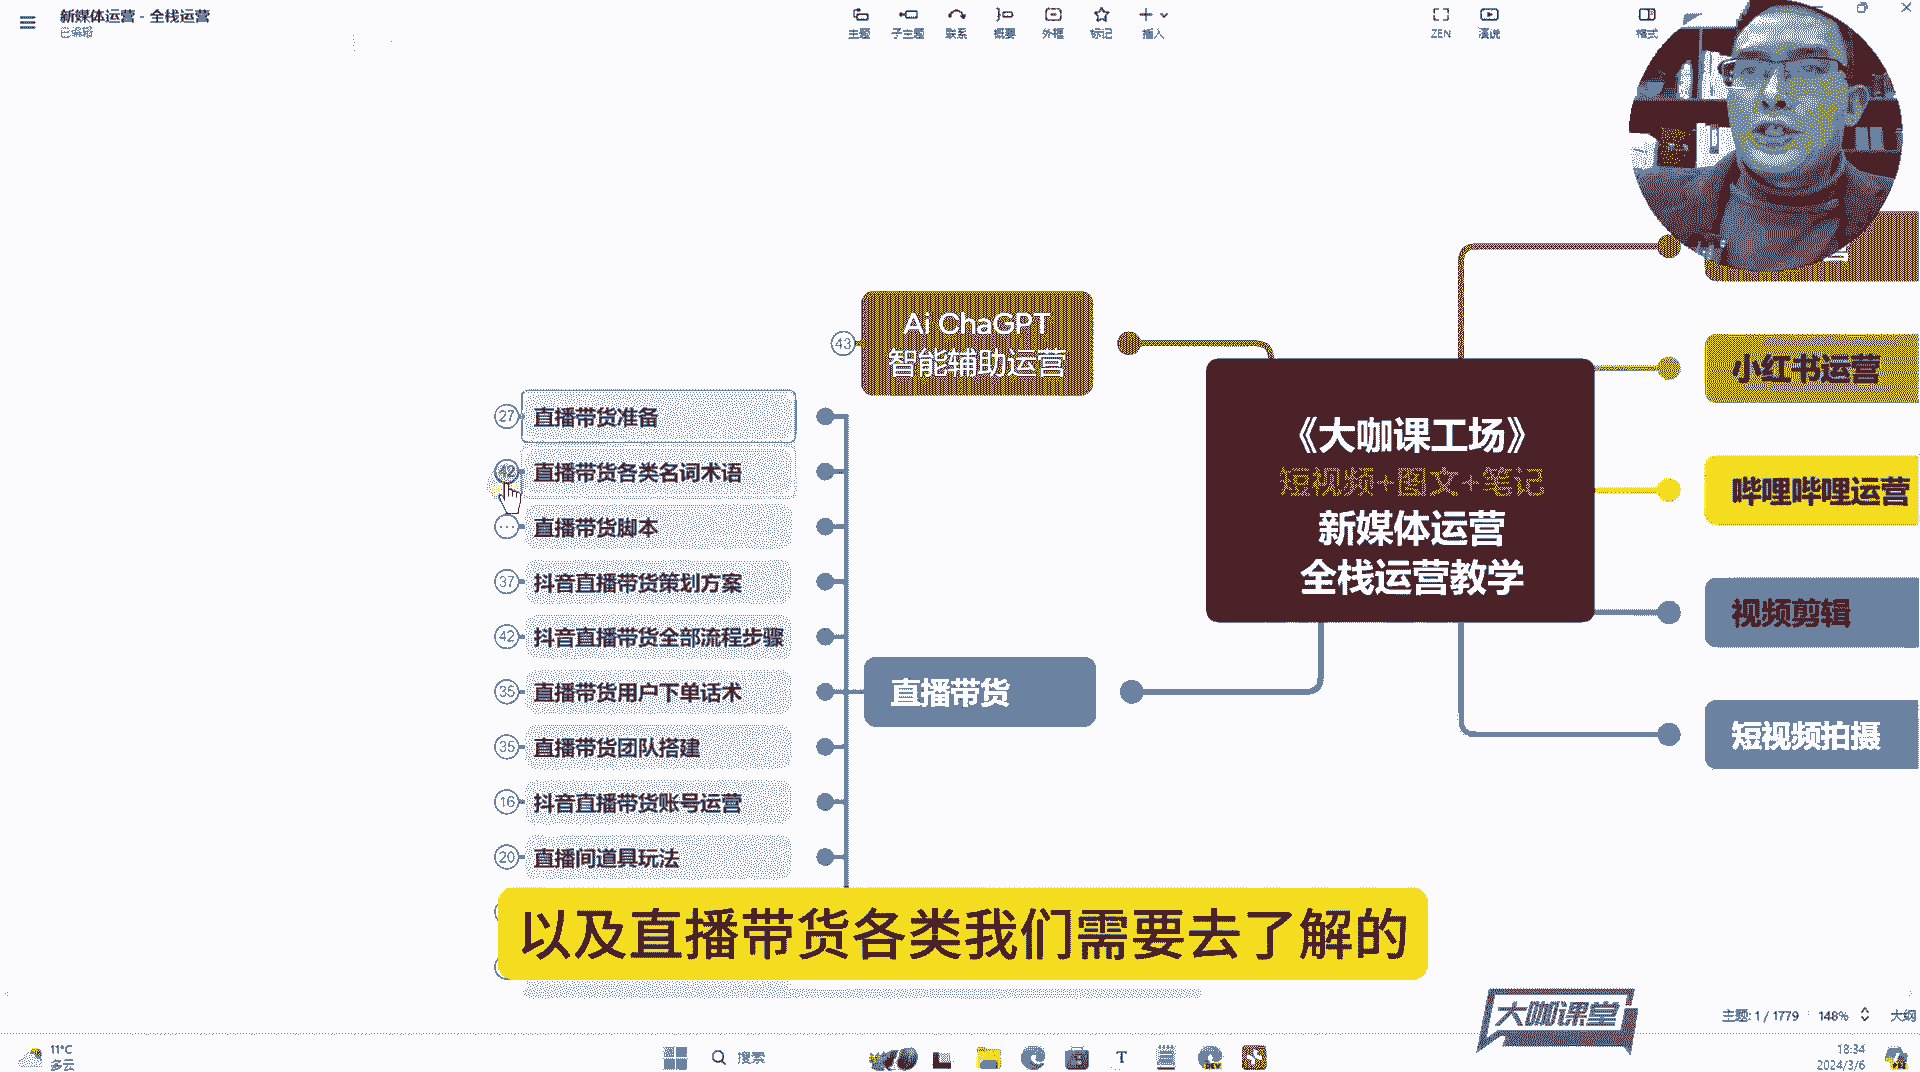 新媒体运营 - 全栈运营
已编辑
主题
子主题
联系
概要
外框
标记
插入
ZEN
演说
格式
43
Ai ChaGPT
智能辅助运营
27
直播带货准备
42
直播带货各类名词术语
直播带货脚本
37
抖音直播带货策划方案
42
抖音直播带货全部流程步骤
35
直播带货用户下单话术
35
直播带货团队搭建
16
抖音直播带货账号运营
20
直播间道具玩法
直播带货
《大咖课工场》
短视频+图文+笔记
新媒体运营
全栈运营教学
小红书运营
哔哩哔哩运营
视频剪辑
短视频拍摄
以及直播带货各类我们需要去了解的
大咖课堂
主题: 1 / 1779
148%
大纲
11°C
多云
搜索
18:34
2024/3/6